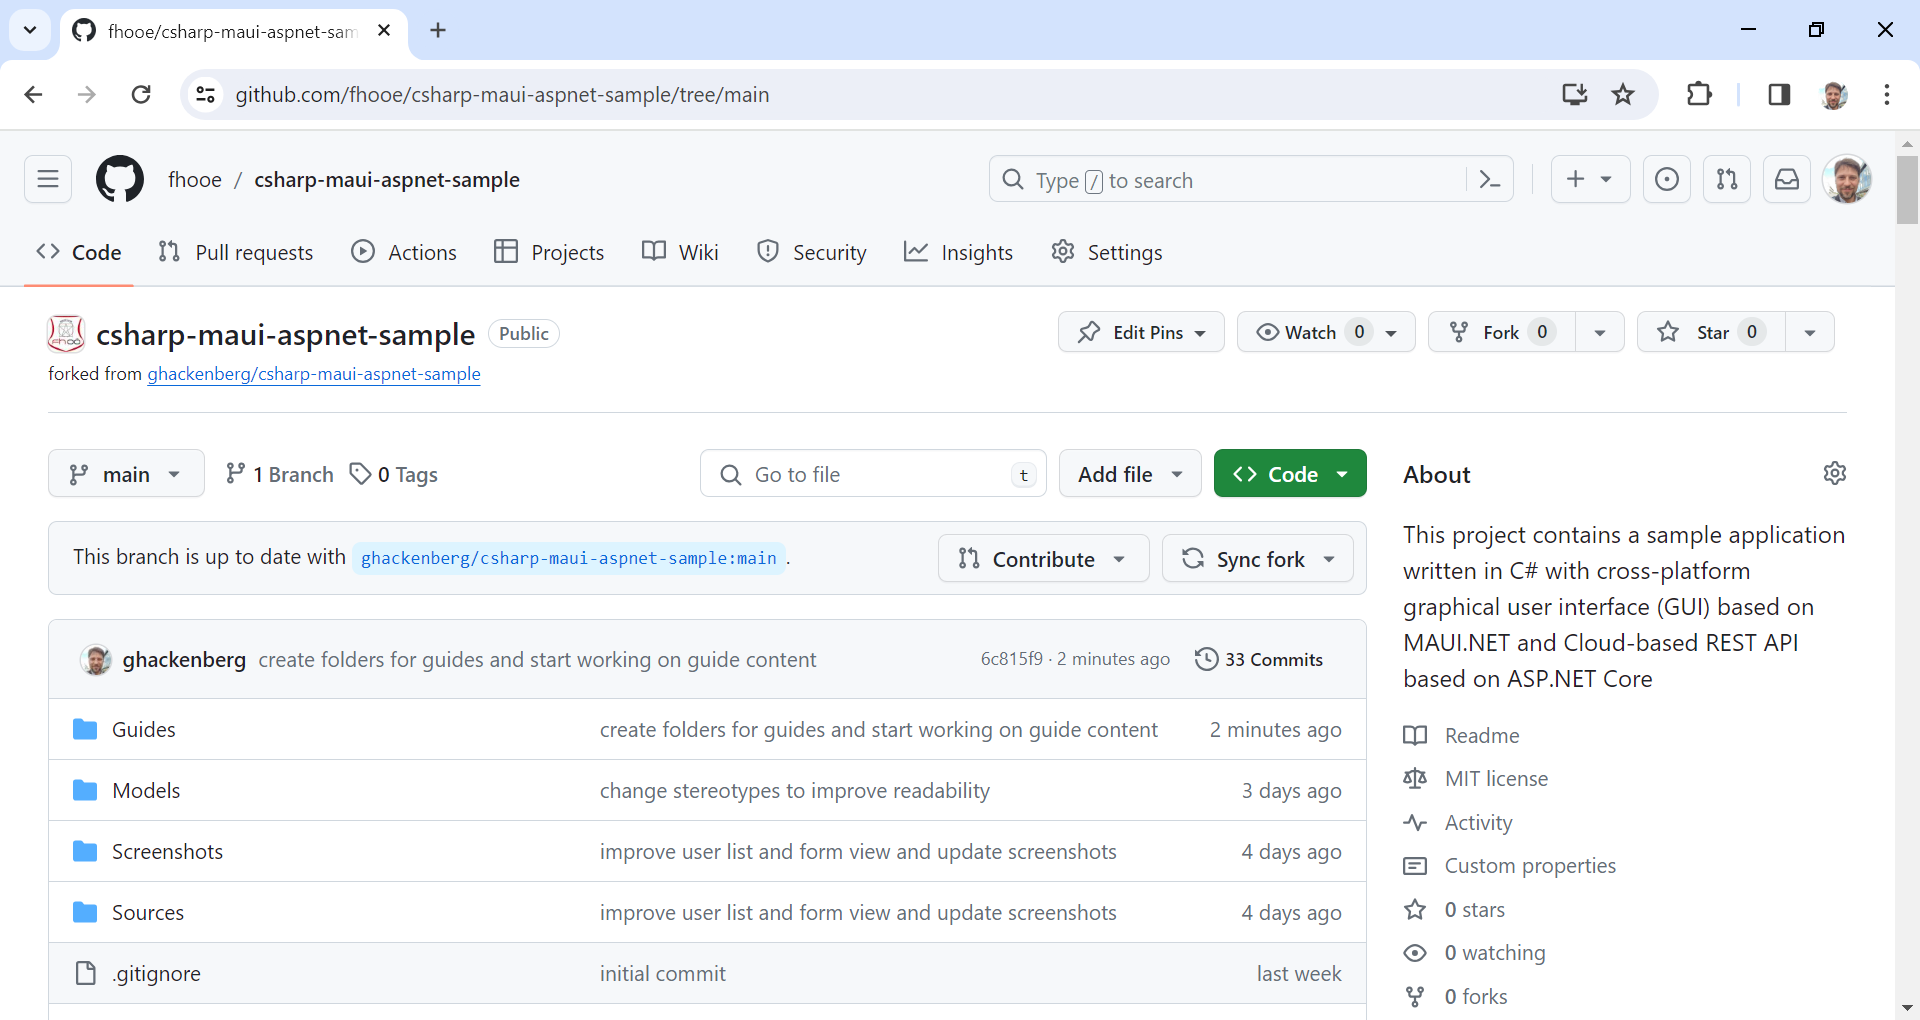 fhooe/csharp-maui-aspnet-sam
github.com/fhooe/csharp-maui-aspnet-sample/tree/main
fhooe / csharp-maui-aspnet-sample
Type / to search
Code
Pull requests
Actions
Projects
Wiki
Security
Insights
Settings
csharp-maui-aspnet-sample Public
Edit Pins
Watch 0
Fork 0
Star 0
forked from ghackenberg/csharp-maui-aspnet-sample
main
1 Branch
0 Tags
Go to file t
Add file
Code
This branch is up to date with ghackenberg/csharp-maui-aspnet-sample:main.
Contribute
Sync fork
ghackenberg create folders for guides and start working on guide content 6c815f9 · 2 minutes ago 33 Commits
Guides create folders for guides and start working on guide content 2 minutes ago
Models change stereotypes to improve readability 3 days ago
Screenshots improve user list and form view and update screenshots 4 days ago
Sources improve user list and form view and update screenshots 4 days ago
.gitignore initial commit last week
About
This project contains a sample application
written in C# with cross-platform
graphical user interface (GUI) based on
MAUI.NET and Cloud-based REST API
based on ASP.NET Core
Readme
MIT license
Activity
Custom properties
0 stars
0 watching
0 forks